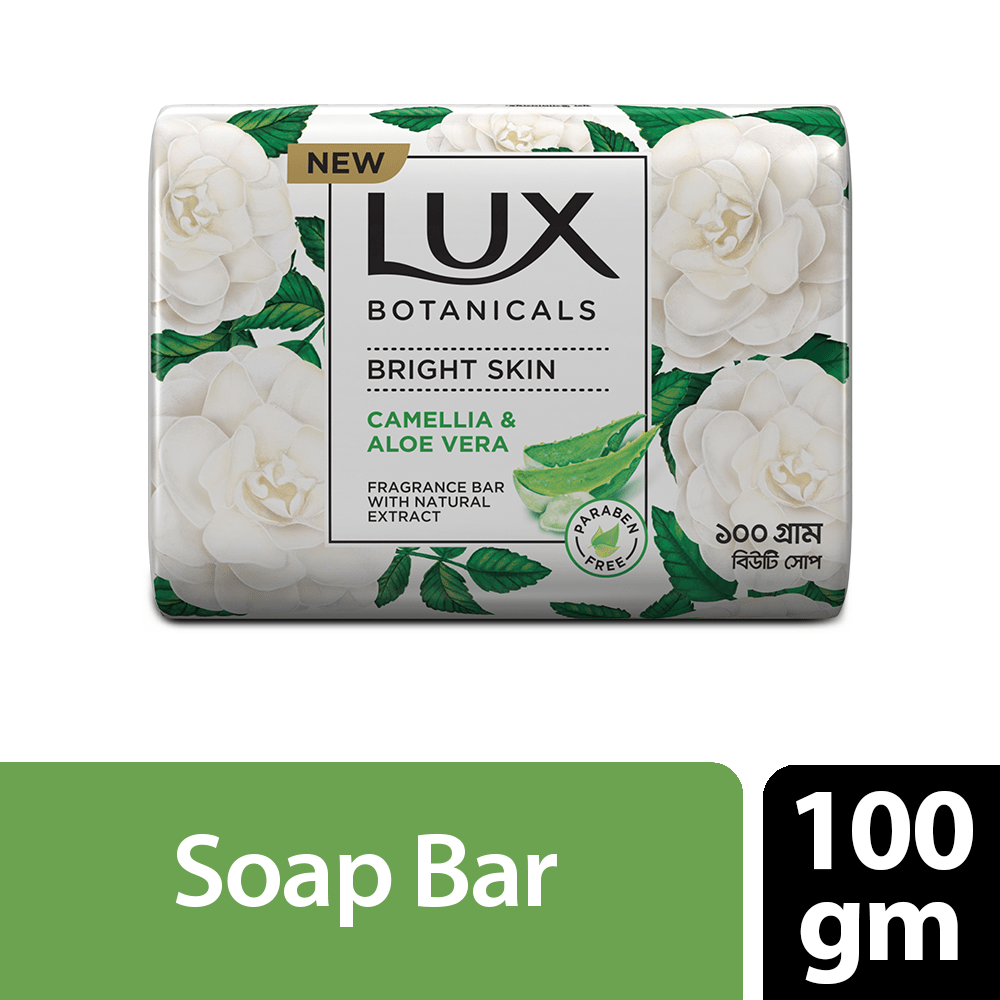 NEW
LUX
BOTANICALS
BRIGHT SKIN
CAMELLIA &
ALOE VERA
FRAGRANCE BAR
WITH NATURAL
EXTRACT
PARABEN
FREE
১০০ গ্রাম
বিউটি সোপ
Soap Bar
100
gm